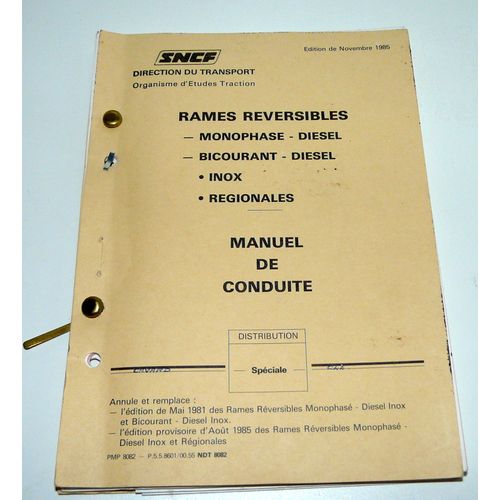 SNCF
Edition de Novembre 1985
DIRECTION DU TRANSPORT
Organisme d'Etudes Traction
RAMES REVERSIBLES
— MONOPHASE - DIESEL
— BICOURANT - DIESEL
• INOX
• REGIONALES
MANUEL
DE
CONDUITE
DISTRIBUTION
Spéciale
Annule et remplace :
— l'édition de Mai 1981 des Rames Réversibles Monophasé - Diesel Inox
et Bicourant - Diesel Inox.
— l'édition provisoire d'Août 1985 des Rames Réversibles Monophasé -
Diesel Inox et Régionales
PMP 8082 — P.5.5.8601/00.55 NDT 8082